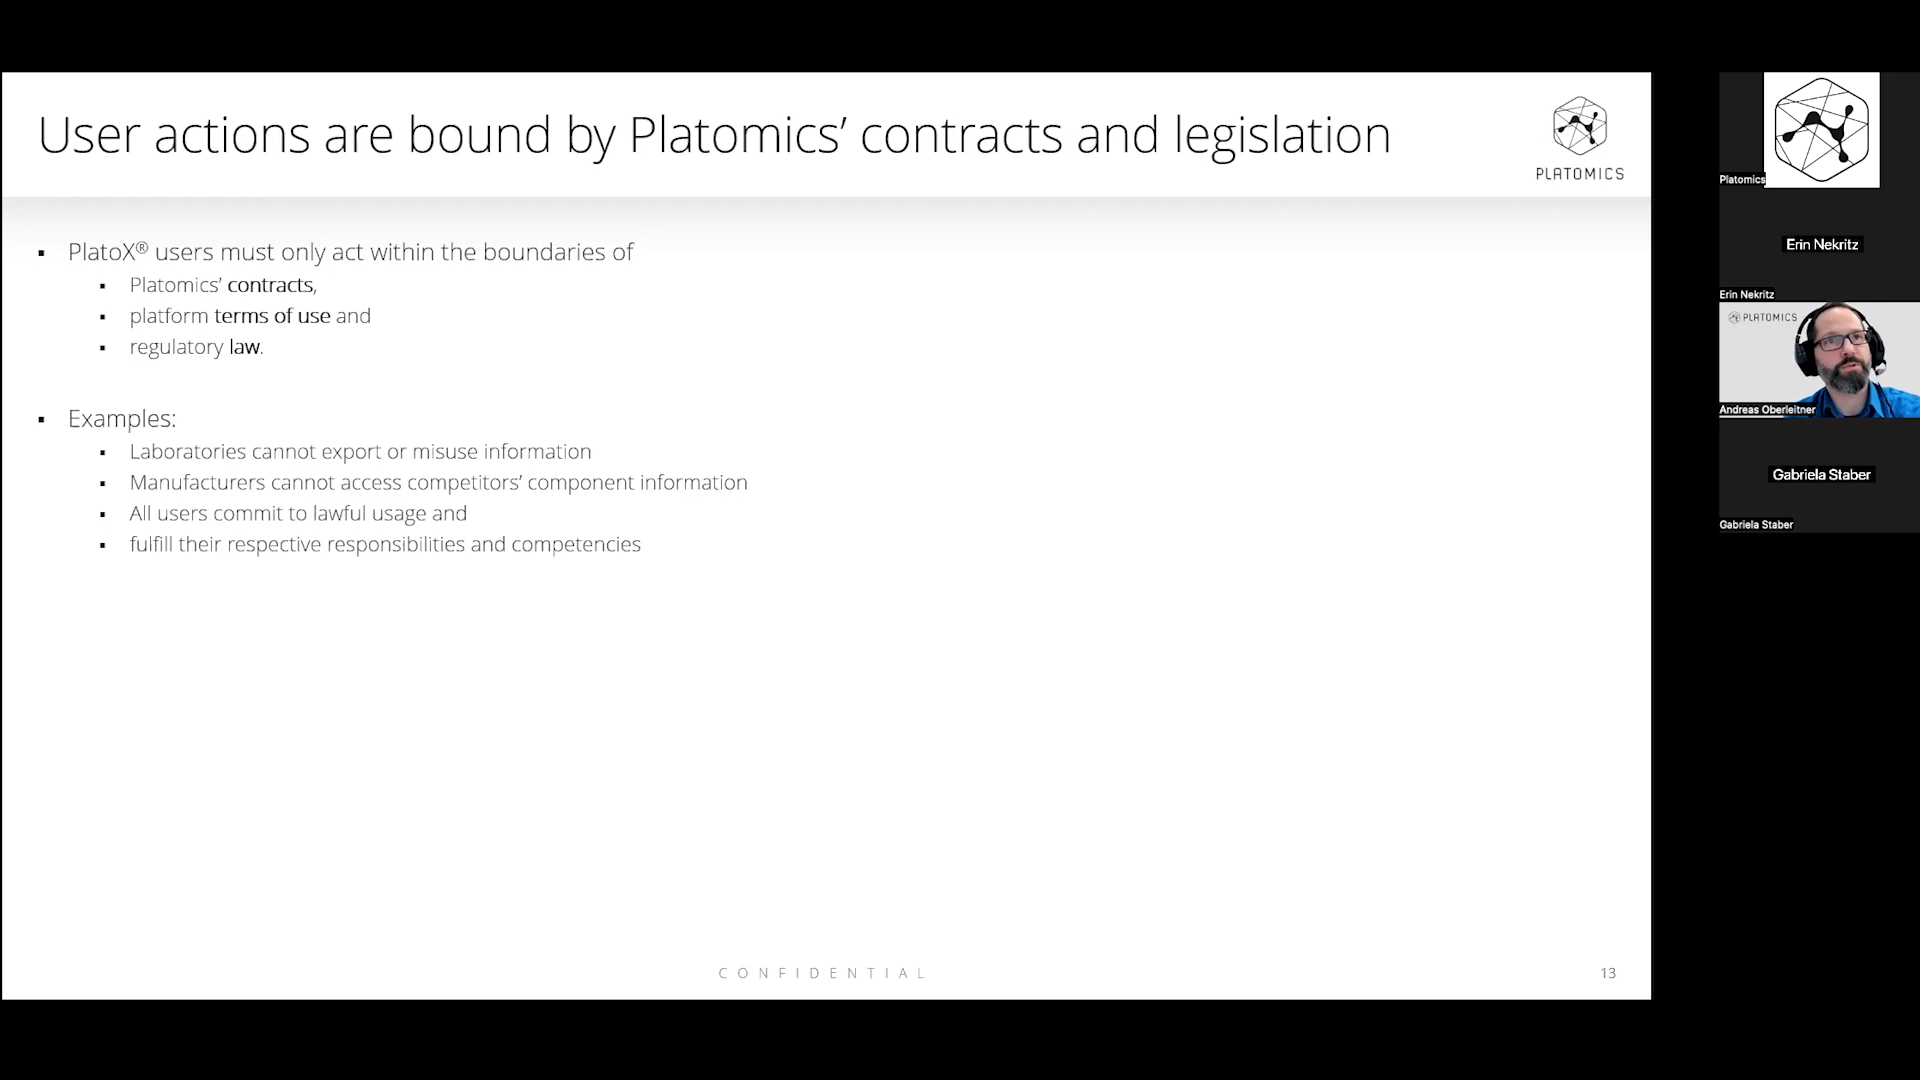 User actions are bound by Platomics’ contracts and legislation
PLATOMICS
▪ PlatoX® users must only act within the boundaries of
▪ Platomics’ contracts,
▪ platform terms of use and
▪ regulatory law.
▪ Examples:
▪ Laboratories cannot export or misuse information
▪ Manufacturers cannot access competitors’ component information
▪ All users commit to lawful usage and
▪ fulfill their respective responsibilities and competencies
CONFIDENTIAL
13
Platomics
Erin Nekritz
Erin Nekritz
PLATOMICS
Andreas Oberleitner
Gabriela Staber
Gabriela Staber